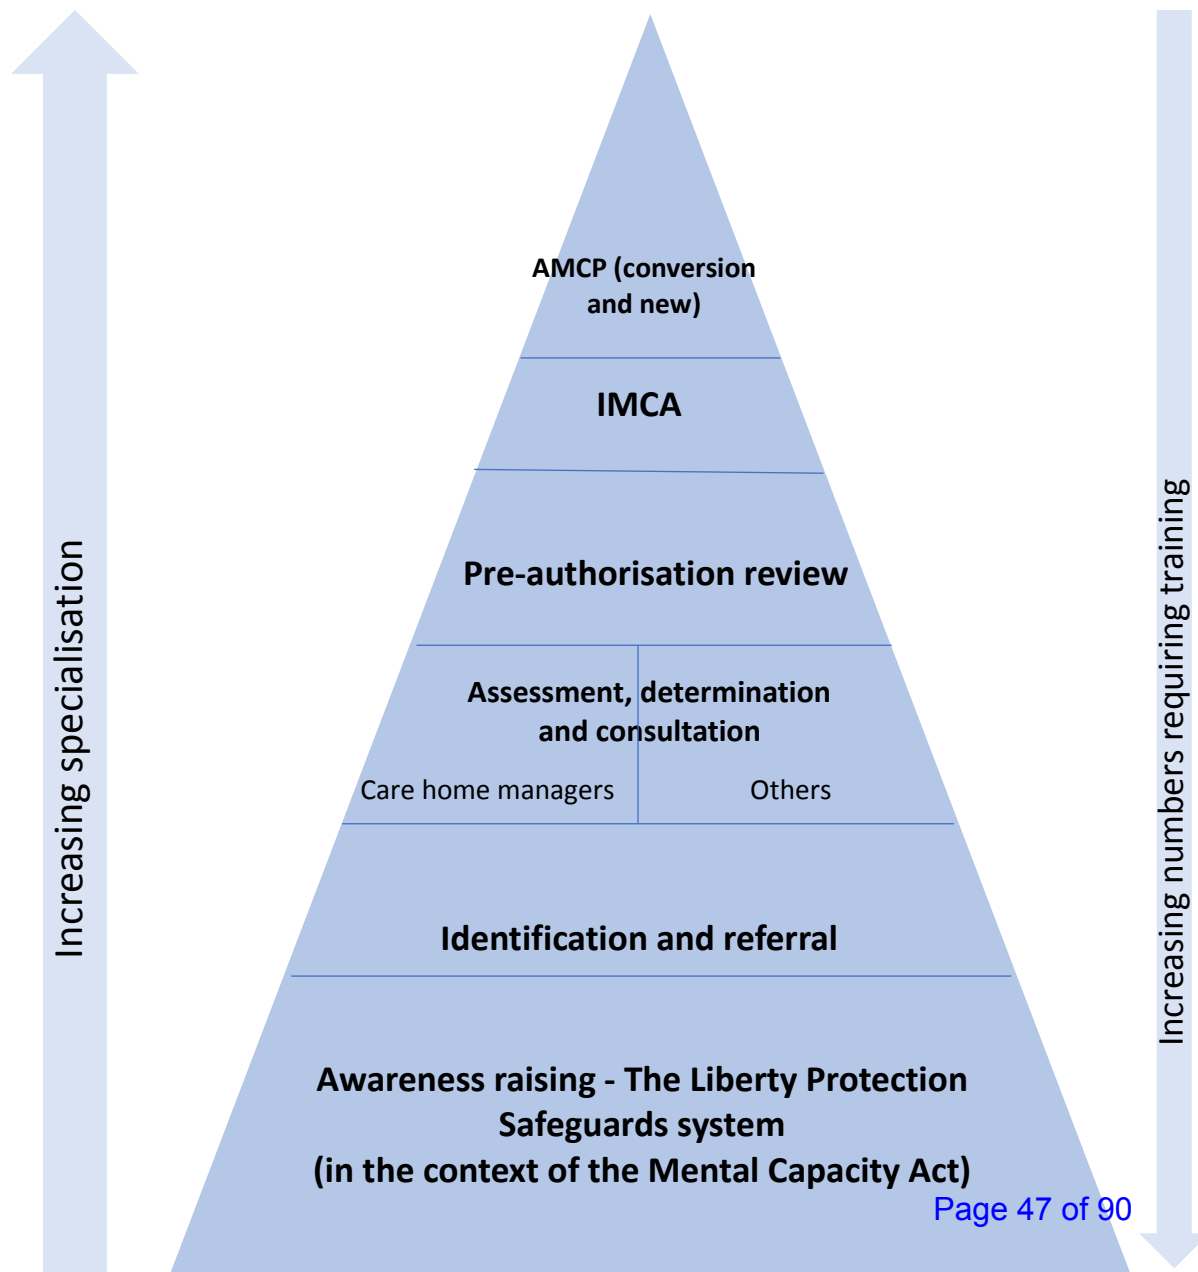 Increasing specialisation
AMCP (conversion
and new)
IMCA
Pre-authorisation review
Assessment, determination
and consultation
Care home managers
Others
Identification and referral
Awareness raising - The Liberty Protection
Safeguards system
(in the context of the Mental Capacity Act)
Page 47 of 90
Increasing numbers requiring training